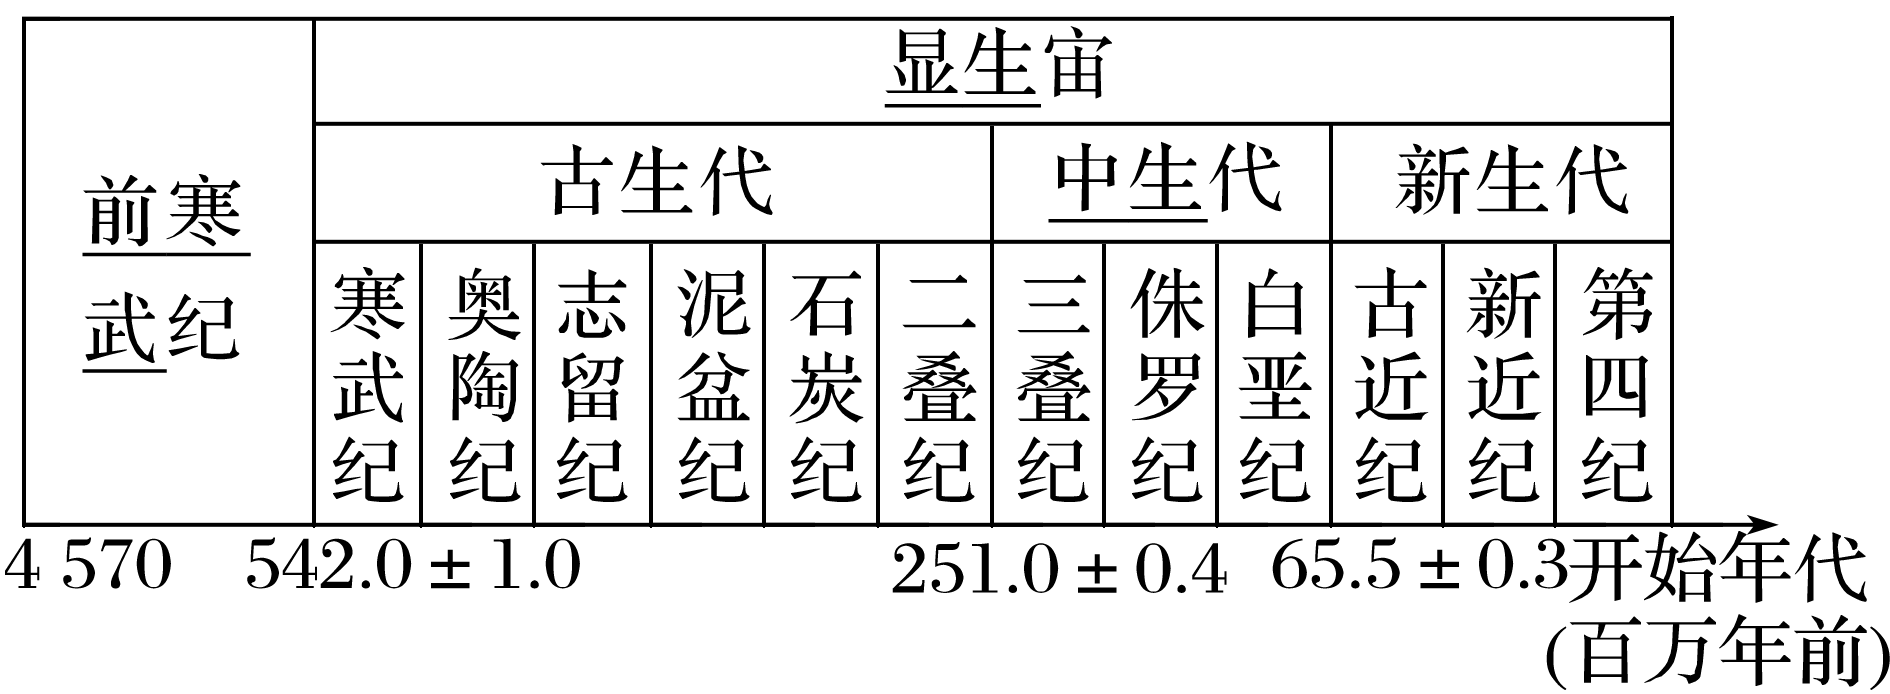 显生宙
古生代 中生代 新生代
前寒
武纪
寒武纪 奥陶纪 志留纪 泥盆纪 石炭纪 二叠纪 三叠纪 侏罗纪 白垩纪 古近纪 新近纪 第四纪
4 570 542.0±1.0 251.0±0.4 65.5±0.3 开始年代
(百万年前)